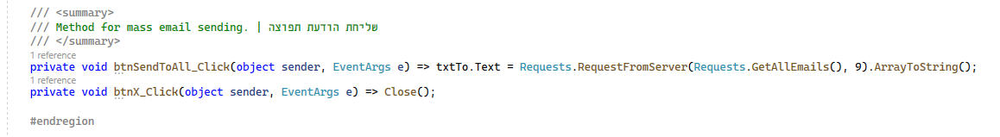 /// <summary>
/// Method for mass email sending. | שליחת הודעת תפוצה
/// </summary>
1 reference
private void btnSendToAll_Click(object sender, EventArgs e) => txtTo.Text = Requests.RequestFromServer(Requests.GetAllEmails(), 9).ArrayToString();
1 reference
private void btnX_Click(object sender, EventArgs e) => Close();
#endregion